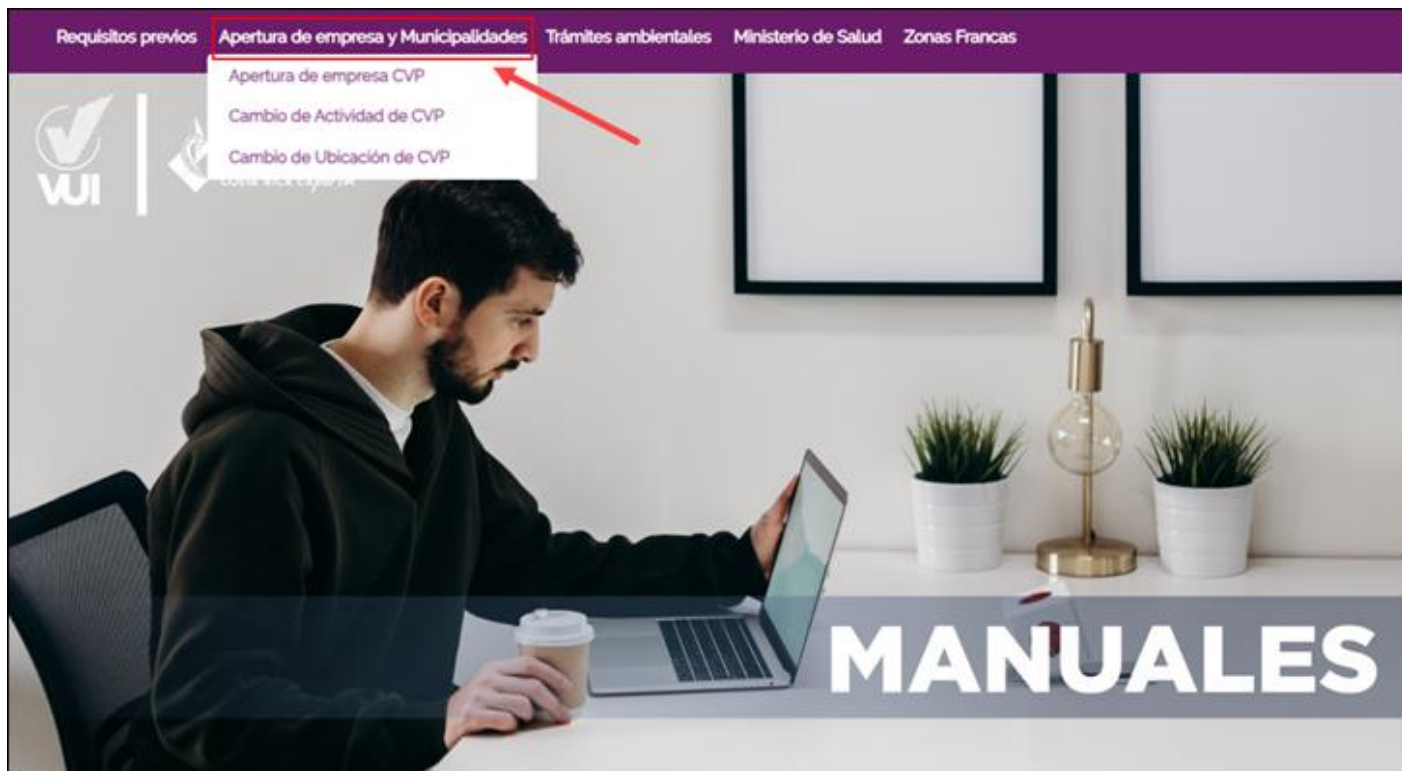 Requisitos previos Apertura de empresa y Municipalidades Trámites ambientales Ministerio de Salud Zonas Francas
Apertura de empresa CVP
Cambio de Actividad de CVP
Cambio de Ubicación de CVP
VUI
MANUALES